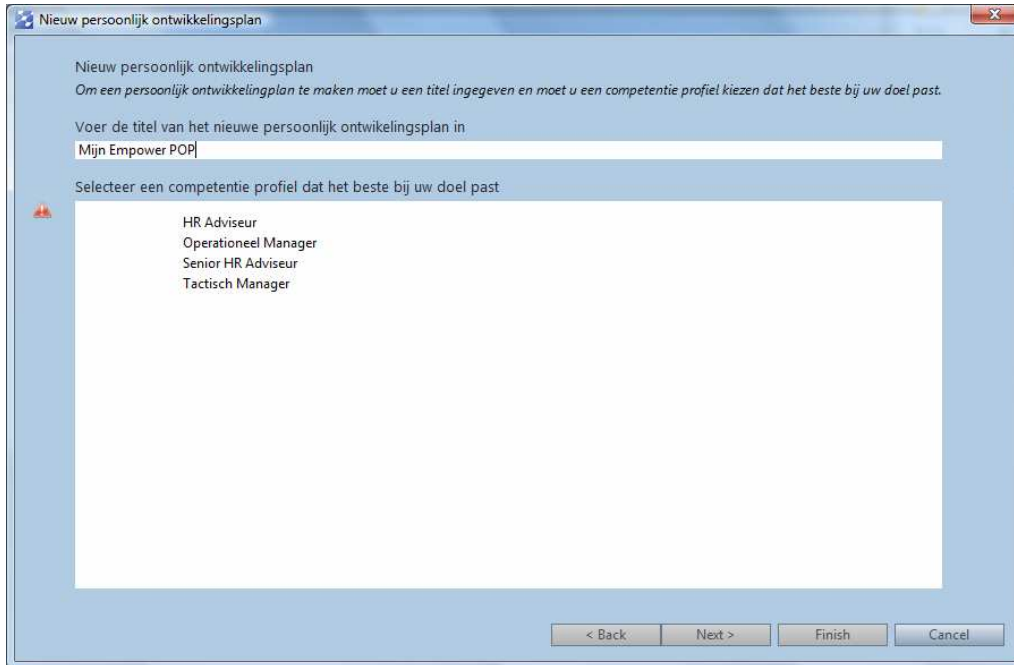 Nieuw persoonlijk ontwikkelingsplan
Nieuw persoonlijk ontwikkelingsplan
Om een persoonlijk ontwikkelingplan te maken moet u een titel ingegeven en moet u een competentie profiel kiezen dat het beste bij uw doel past.
Voer de titel van het nieuwe persoonlijk ontwikelingsplan in
Mijn Empower POP
Selecteer een competentie profiel dat het beste bij uw doel past
HR Adviseur
Operationeel Manager
Senior HR Adviseur
Tactisch Manager
< Back Next > Finish Cancel